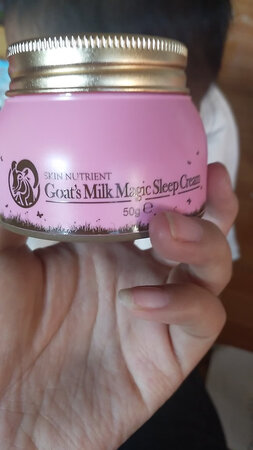 SKIN NUTRIENT
Goat's Milk Magic Sleep Cream
50g ℮